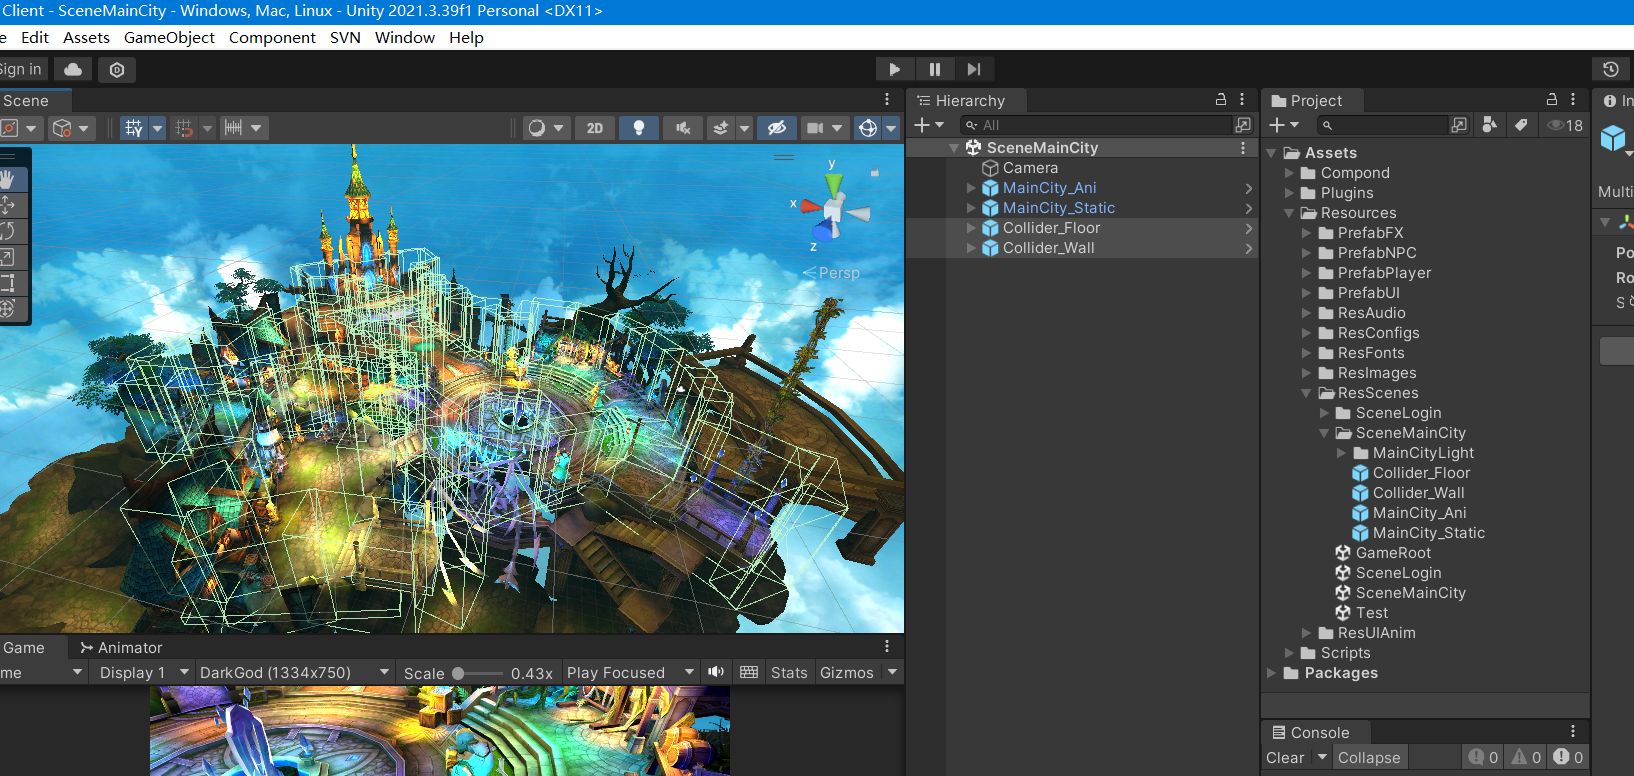 Client - SceneMainCity - Windows, Mac, Linux - Unity 2021.3.39f1 Personal <DX11>
e Edit Assets GameObject Component SVN Window Help
Sign in
Scene
2D
y
x
z
Persp
Game
Animator
me Display 1 DarkGod (1334x750) Scale 0.43x Play Focused Stats Gizmos
Hierarchy
All
SceneMainCity
Camera
MainCity_Ani
MainCity_Static
Collider_Floor
Collider_Wall
Project
18
Assets
Compond
Plugins
Resources
PrefabFX
PrefabNPC
PrefabPlayer
PrefabUI
ResAudio
ResConfigs
ResFonts
ResImages
ResScenes
SceneLogin
SceneMainCity
MainCityLight
Collider_Floor
Collider_Wall
MainCity_Ani
MainCity_Static
GameRoot
SceneLogin
SceneMainCity
Test
ResUIAnim
Scripts
Packages
Console
Clear Collapse 0 0 0
In
Multi
Po
Ro
S